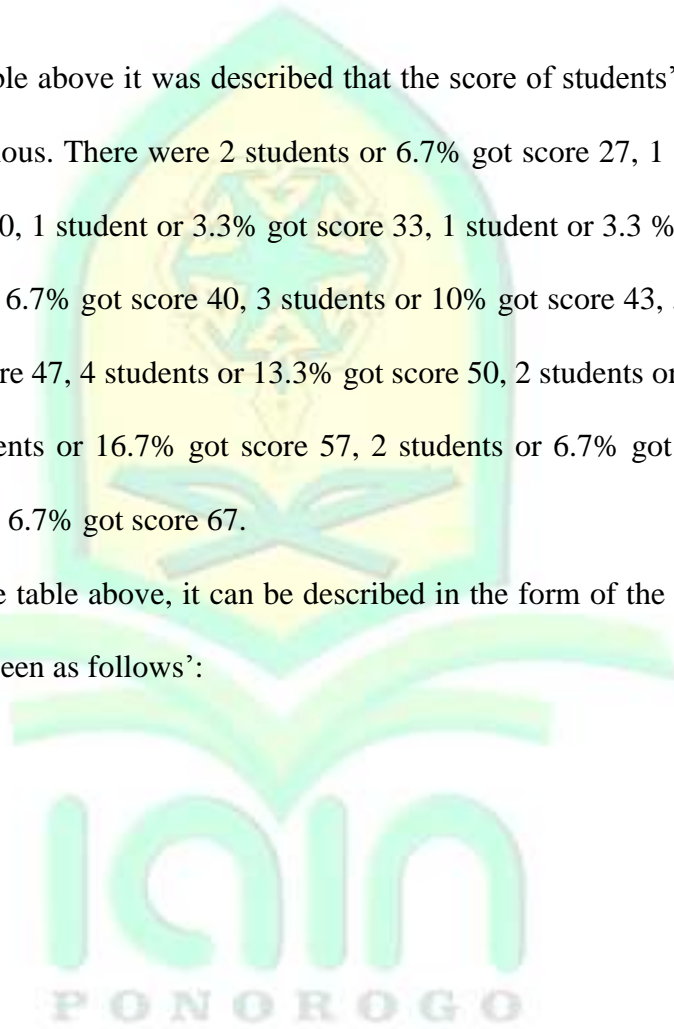 ble above it was described that the score of students'
ious. There were 2 students or 6.7% got score 27, 1
0, 1 student or 3.3% got score 33, 1 student or 3.3 %
6.7% got score 40, 3 students or 10% got score 43,
re 47, 4 students or 13.3% got score 50, 2 students or
ents or 16.7% got score 57, 2 students or 6.7% got
6.7% got score 67.
e table above, it can be described in the form of the
een as follows':
iain
PONOROGO